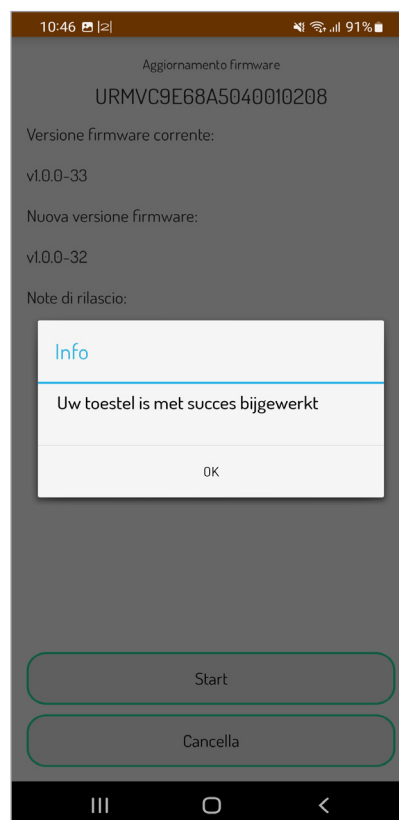 10:46
91%
Aggiornamento firmware
URMVC9E68A5040010208
Versione firmware corrente:
v1.0.0-33
Nuova versione firmware:
v1.0.0-32
Note di rilascio:
Info
Uw toestel is met succes bijgewerkt
OK
Start
Cancella